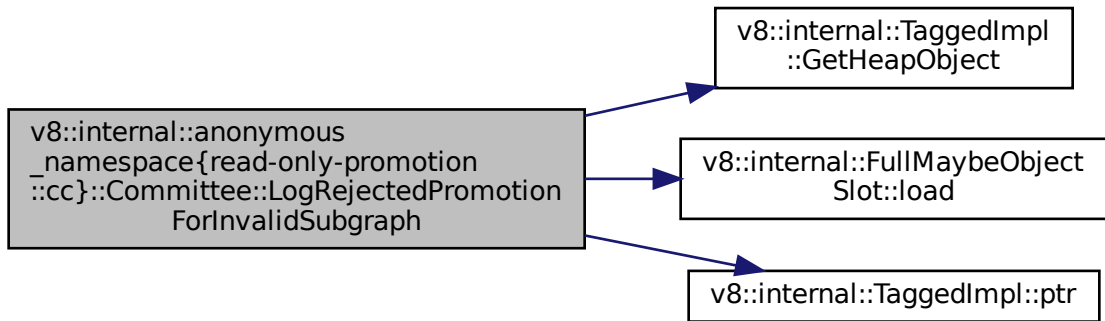 v8::internal::anonymous
_namespace{read-only-promotion
::cc}::Committee::LogRejectedPromotion
ForInvalidSubgraph
v8::internal::TaggedImpl
::GetHeapObject
v8::internal::FullMaybeObject
Slot::load
v8::internal::TaggedImpl::ptr